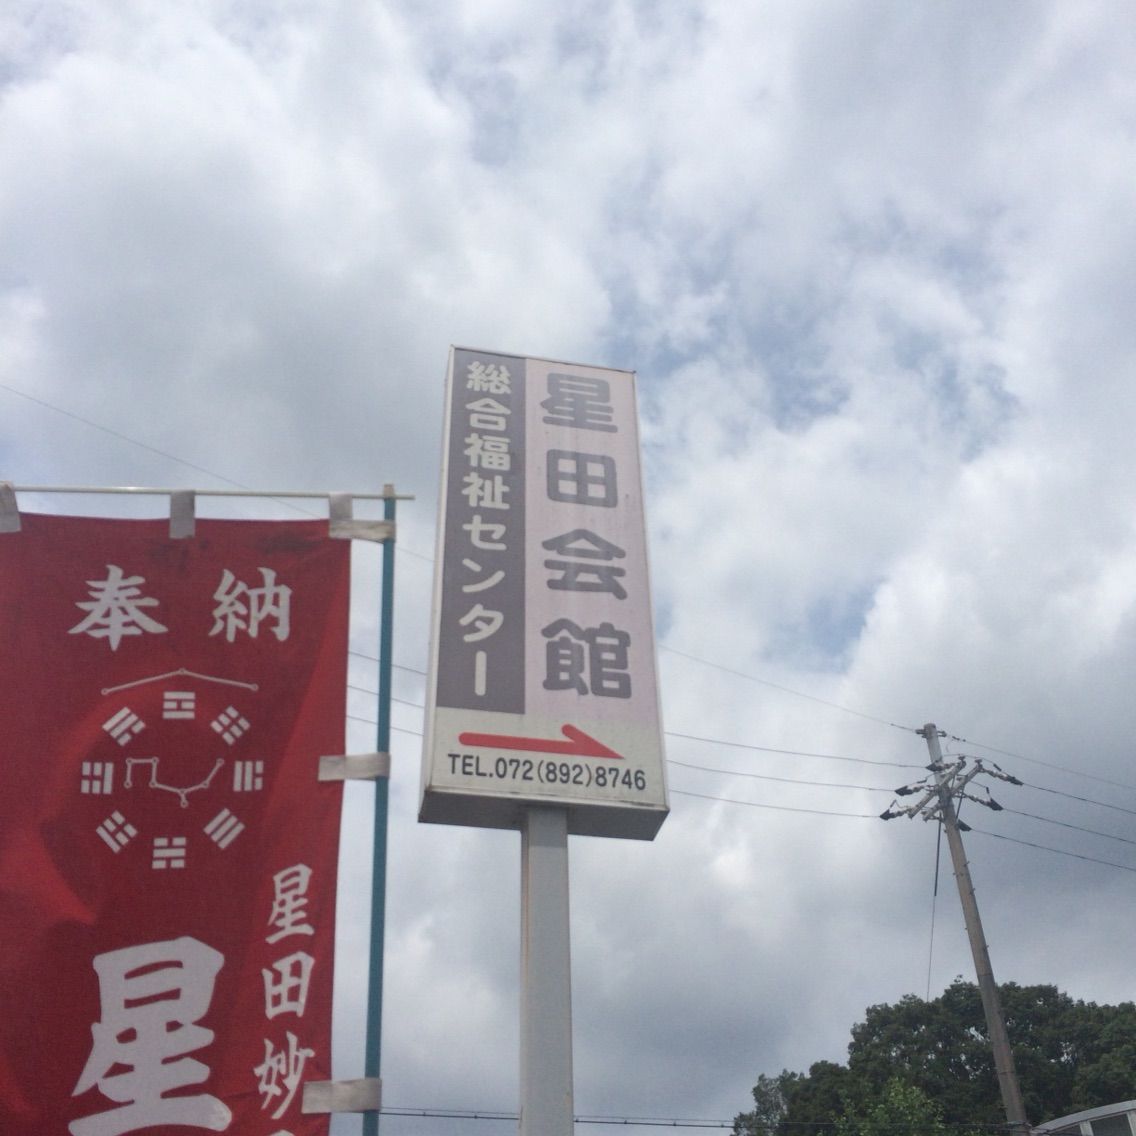 星田会館
総合福祉センター
TEL.072(892)8746
奉納
星田妙
星